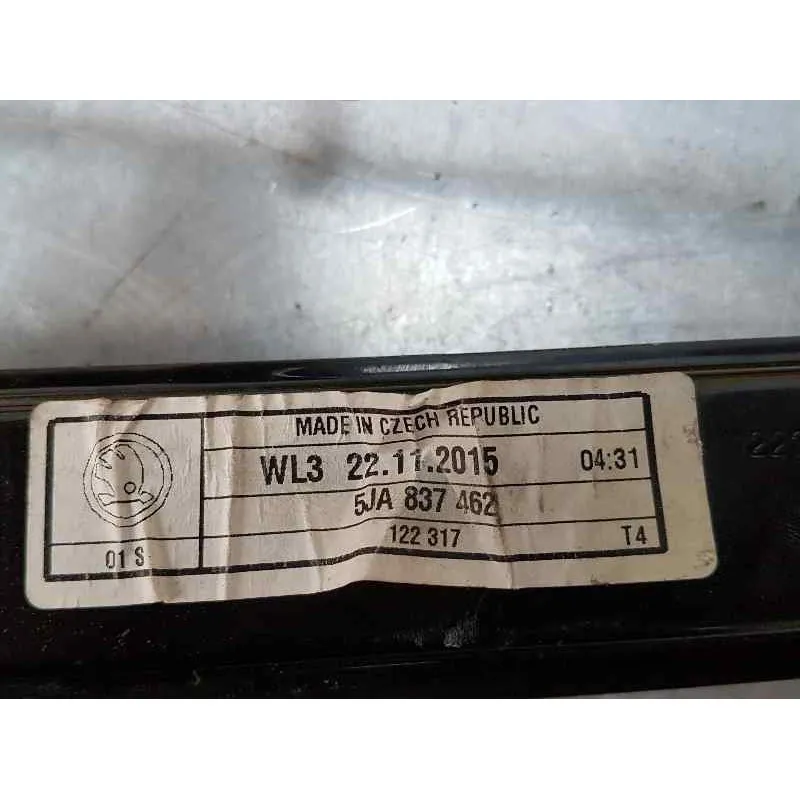 MADE IN CZECH REPUBLIC
WL3 22.11.2015 04:31
5JA 837 462
01 S 122 317 T4